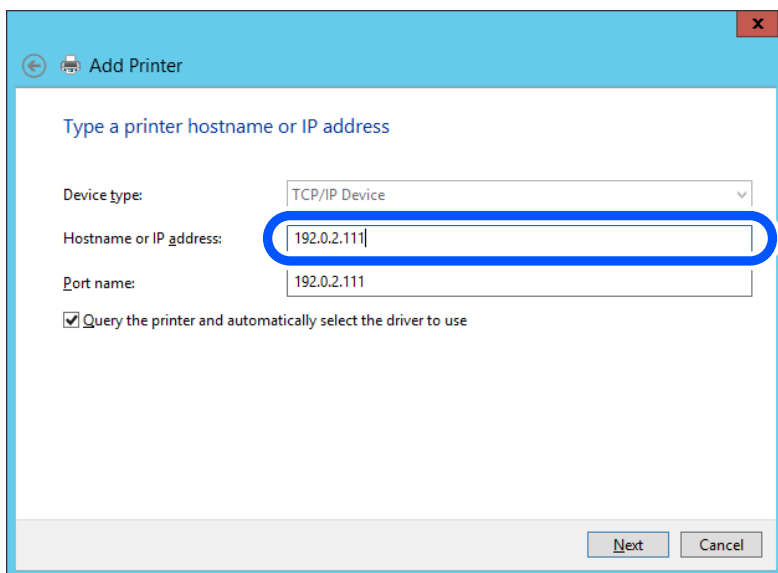 x
Add Printer
Type a printer hostname or IP address
Device type: TCP/IP Device
Hostname or IP address: 192.0.2.111
Port name: 192.0.2.111
Query the printer and automatically select the driver to use
Next Cancel